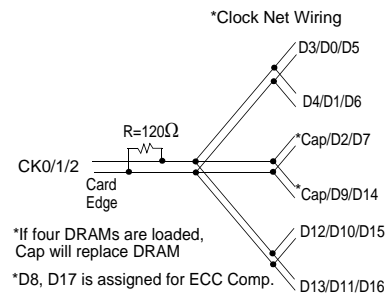 *Clock Net Wiring
D3/D0/D5
D4/D1/D6
R=120Ω
*Cap/D2/D7
CK0/1/2
Card
Edge
*Cap/D9/D14
*If four DRAMs are loaded,
Cap will replace DRAM
D12/D10/D15
*D8, D17 is assigned for ECC Comp.
D13/D11/D16